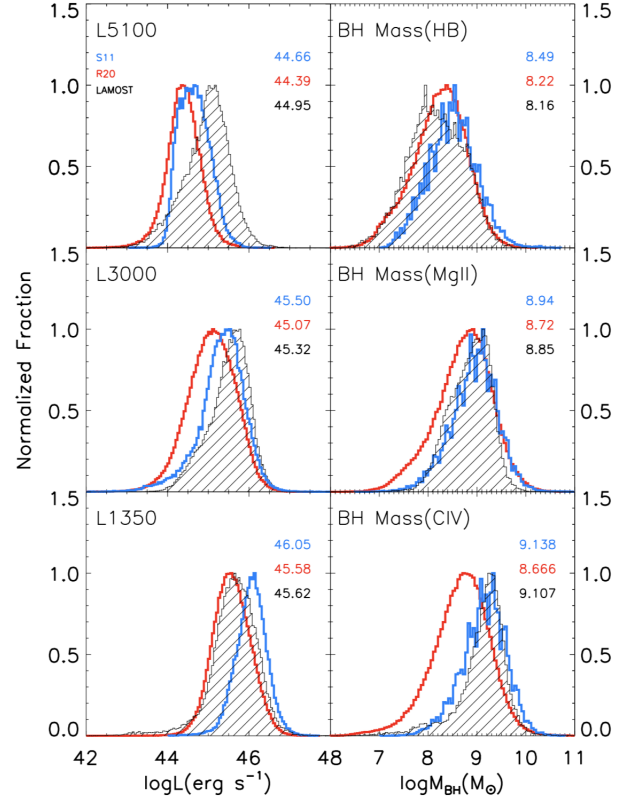 1.5 1.5
L5100 BH Mass(HB)
S11 44.66 8.49
R20 44.39 8.22
LAMOST 44.95 8.16
1.0 1.0
0.5 0.5
1.5 1.5
L3000 BH Mass(MgII)
45.50 8.94
45.07 8.72
45.32 8.85
1.0 1.0
Normalized Fraction
0.5 0.5
1.5 1.5
L1350 BH Mass(CIV)
46.05 9.138
45.58 8.666
45.62 9.107
1.0 1.0
0.5 0.5
0.0 0.0
42 44 46 48 7 8 9 10 11
logL(erg s⁻¹) logM_BH(M_⊙)